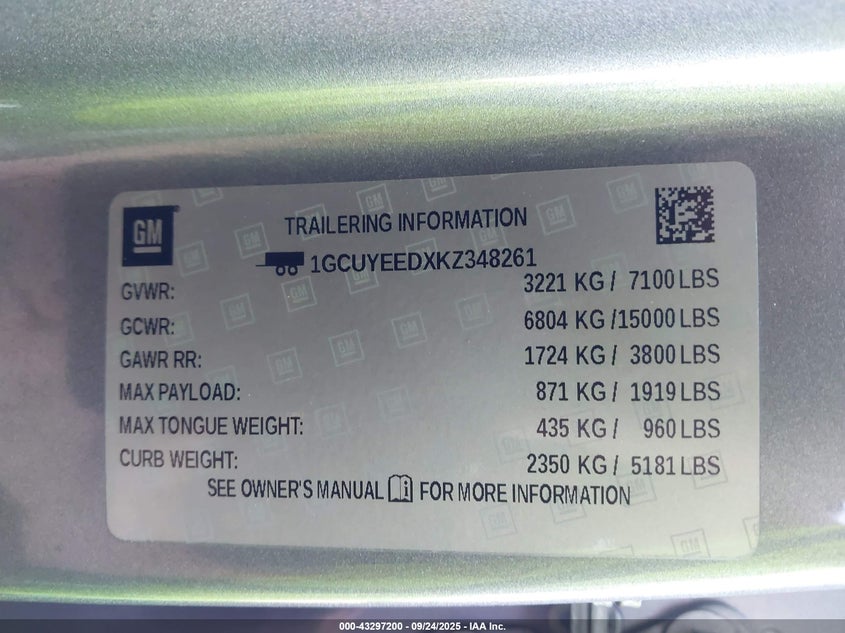 GM
TRAILERING INFORMATION
1GCUYEEDXKZ348261
GVWR: 3221 KG / 7100 LBS
GCWR: 6804 KG /15000 LBS
GAWR RR: 1724 KG / 3800 LBS
MAX PAYLOAD: 871 KG / 1919 LBS
MAX TONGUE WEIGHT: 435 KG / 960 LBS
CURB WEIGHT: 2350 KG / 5181 LBS
SEE OWNER'S MANUAL FOR MORE INFORMATION
000-43297200 - 09/24/2025 - IAA Inc.